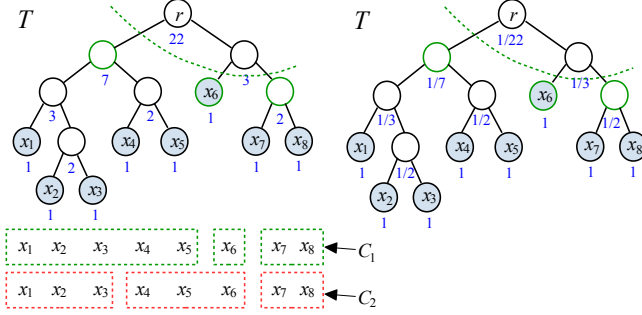 T r T r
22 1/22
7 3 1/7 1/3
3 2 x6 2 1/3 1/2 x6 1/2
1 1
x1 x4 x5 x7 x8 x1 x4 x5 x7 x8
1 2 1 1 1 1 1 1/2 1 1 1 1
x2 x3 x2 x3
1 1 1 1
x1 x2 x3 x4 x5 x6 x7 x8 C1
x1 x2 x3 x4 x5 x6 x7 x8 C2